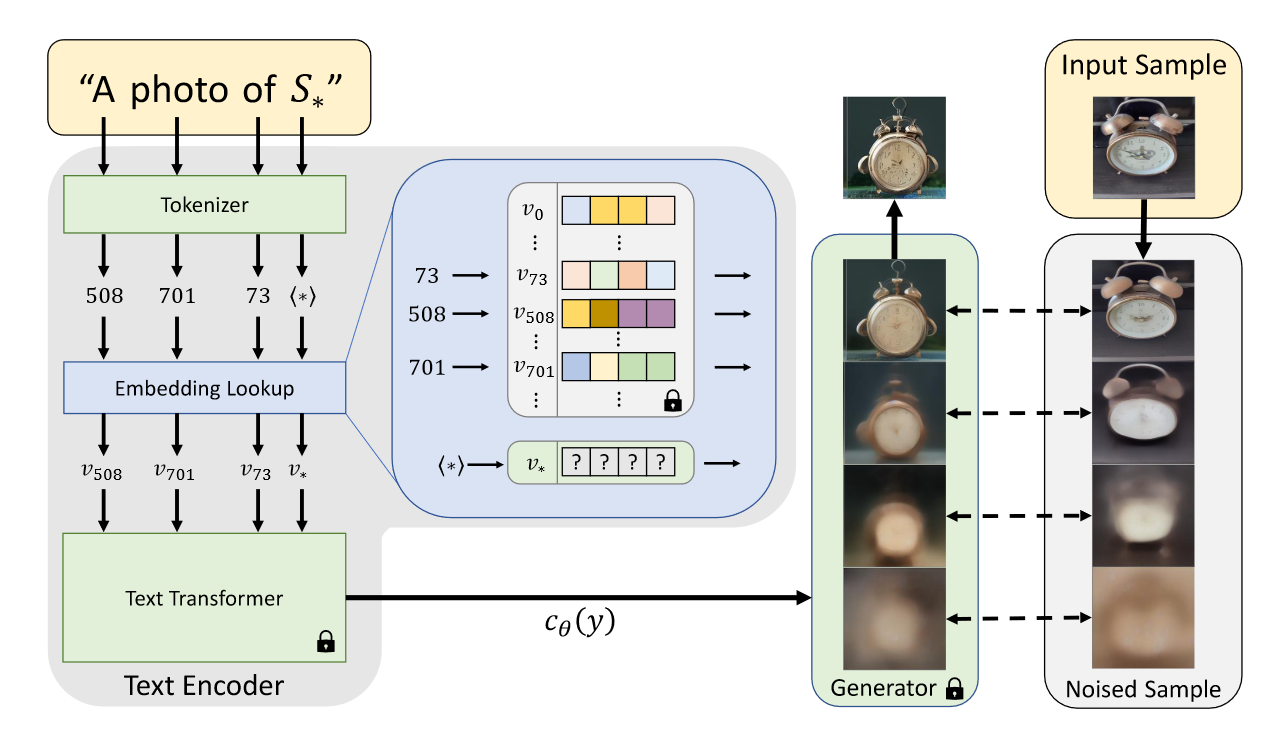 “A photo of S*”
Tokenizer
508 701 73 ⟨*⟩
Embedding Lookup
v508 v701 v73 v*
Text Transformer
Text Encoder
v0
⋮ ⋮
73 v73
508 v508
⋮ ⋮
701 v701
⋮ ⋮
⟨*⟩ v* ? ? ? ?
cθ(y)
Generator
Input Sample
Noised Sample